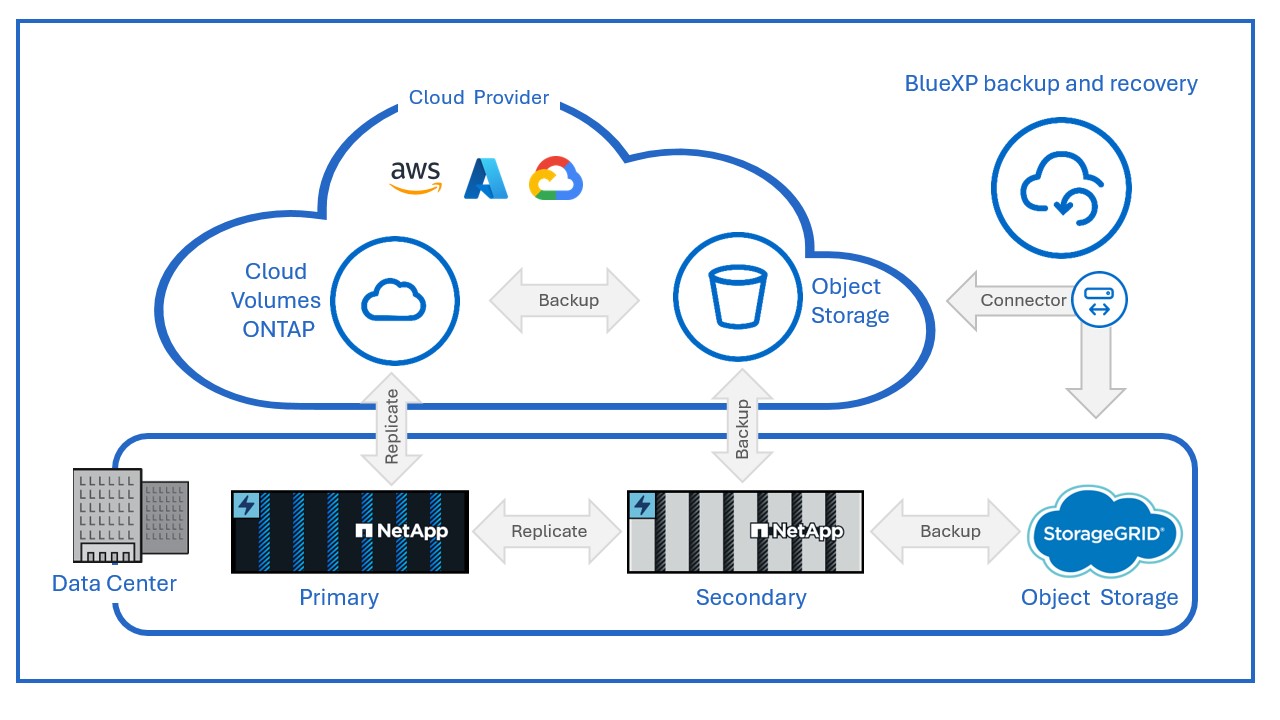 BlueXP backup and recovery
Cloud Provider
aws
Cloud
Volumes
ONTAP
Backup
Object
Storage
Connector
Replicate
Backup
NetApp
Replicate
NetApp
Backup
StorageGRID®
Data Center
Primary
Secondary
Object Storage